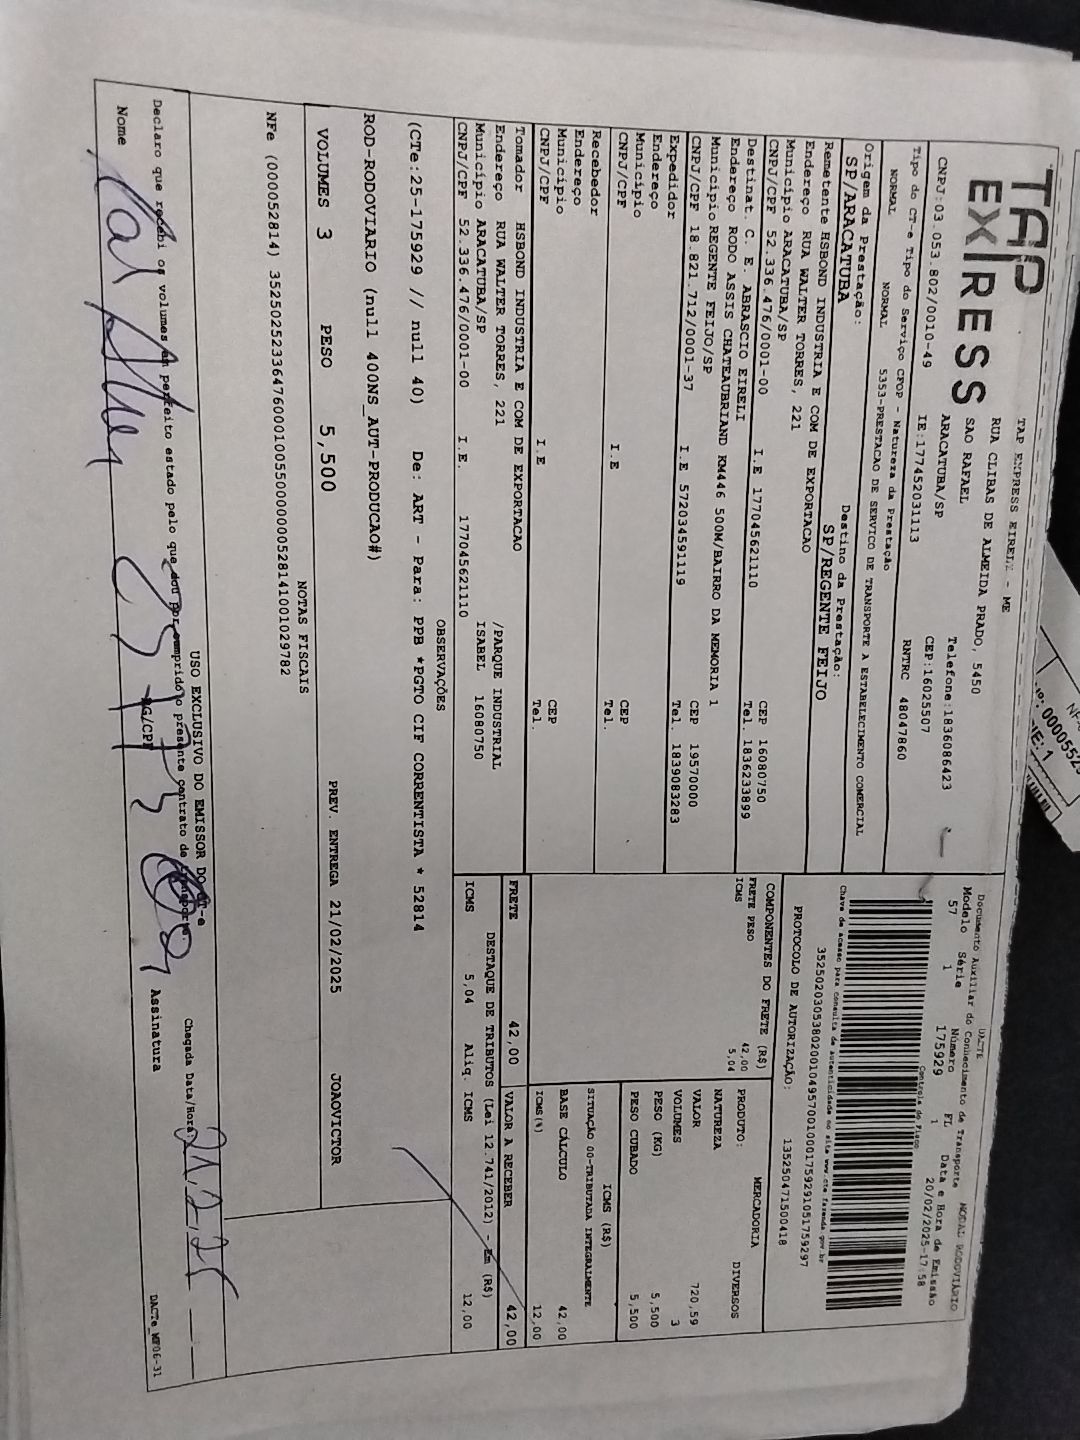 TAP
EXPRESS
TAP EXPRESS EIRELI - ME
RUA CLIBAS DE ALMEIDA PRADO, 5450
SAO RAFAEL
Telefone:1836086423
ARACATUBA/SP
CEP:16025507
CNPJ:03.053.802/0010-49
IE:177452031113
RNTRC 48047860
DACTE
MODAL RODOVIÁRIO
Documento Auxiliar do Conhecimento de Transporte
Modelo Série Número FL Data e Hora de Emissão
57 1 175929 1 20/02/2025-17:58
Controle do Fisco
Chave de acesso para consulta de autenticidade no site www.cte.fazenda.gov.br
35250203053802001049570010001759291051759297
PROTOCOLO DE AUTORIZAÇÃO: 135250471500418
Tipo do CT-e Tipo do Serviço CFOP - Natureza da Prestação
NORMAL NORMAL 5353-PRESTACAO DE SERVICO DE TRANSPORTE A ESTABELECIMENTO COMERCIAL
Origem da Prestação: Destino da Prestação:
SP/ARACATUBA SP/REGENTE FEIJO
Remetente HSBOND INDUSTRIA E COM DE EXPORTACAO
Endereço RUA WALTER TORRES, 221
Município ARACATUBA/SP CEP 16080750
CNPJ/CPF 52.336.476/0001-00 I.E 177045621110 Tel. 1836233899
Destinat. C. E. ABRASCIO EIRELI
Endereço RODO ASSIS CHATEAUBRIAND KM446 500M/BAIRRO DA MEMORIA 1
Município REGENTE FEIJO/SP CEP 19570000
CNPJ/CPF 18.821.712/0001-37 I.E 572034591119 Tel. 1839083283
Expedidor
Endereço
Município CEP
CNPJ/CPF I.E Tel.
Recebedor
Endereço
Município CEP
CNPJ/CPF I.E Tel.
Tomador HSBOND INDUSTRIA E COM DE EXPORTACAO
Endereço RUA WALTER TORRES, 221 /PARQUE INDUSTRIAL
Município ARACATUBA/SP ISABEL 16080750
CNPJ/CPF 52.336.476/0001-00 I.E. 177045621110
COMPONENTES DO FRETE (R$)
FRETE PESO 42,00
ICMS 5,04
PRODUTO: MERCADORIA
NATUREZA DIVERSOS
VALOR 720,59
VOLUMES 3
PESO (KG) 5,500
PESO CUBADO 5,500
ICMS (R$)
SITUAÇÃO 00-TRIBUTADA INTEGRALMENTE
BASE CÁLCULO 42,00
ICMS(%) 12,00
FRETE 42,00 VALOR A RECEBER 42,00
DESTAQUE DE TRIBUTOS (Lei 12.741/2012) - Em (R$)
ICMS 5,04 Aliq. ICMS 12,00
OBSERVAÇÕES
(CTe:25-175929 // null 40) De: ART - Para: PPB *PGTO CIF CORRENTISTA * 52814
ROD-RODOVIARIO (null 400NS_AUT-PRODUCAO#)
VOLUMES 3 PESO 5,500 PREV. ENTREGA 21/02/2025 JOAOVICTOR
NOTAS FISCAIS
NFe (000052814) 35250252336476000100550000000528141001029782
USO EXCLUSIVO DO EMISSOR DO CT-e
Declaro que recebi os volumes em perfeito estado pelo que dou por cumprido o presente contrato de transporte.
Chegada Data/Hora: 21/2/25
Nome RG/CPF Assinatura
DACTe_WF06-31
Nº: 0000552
RIE: 1